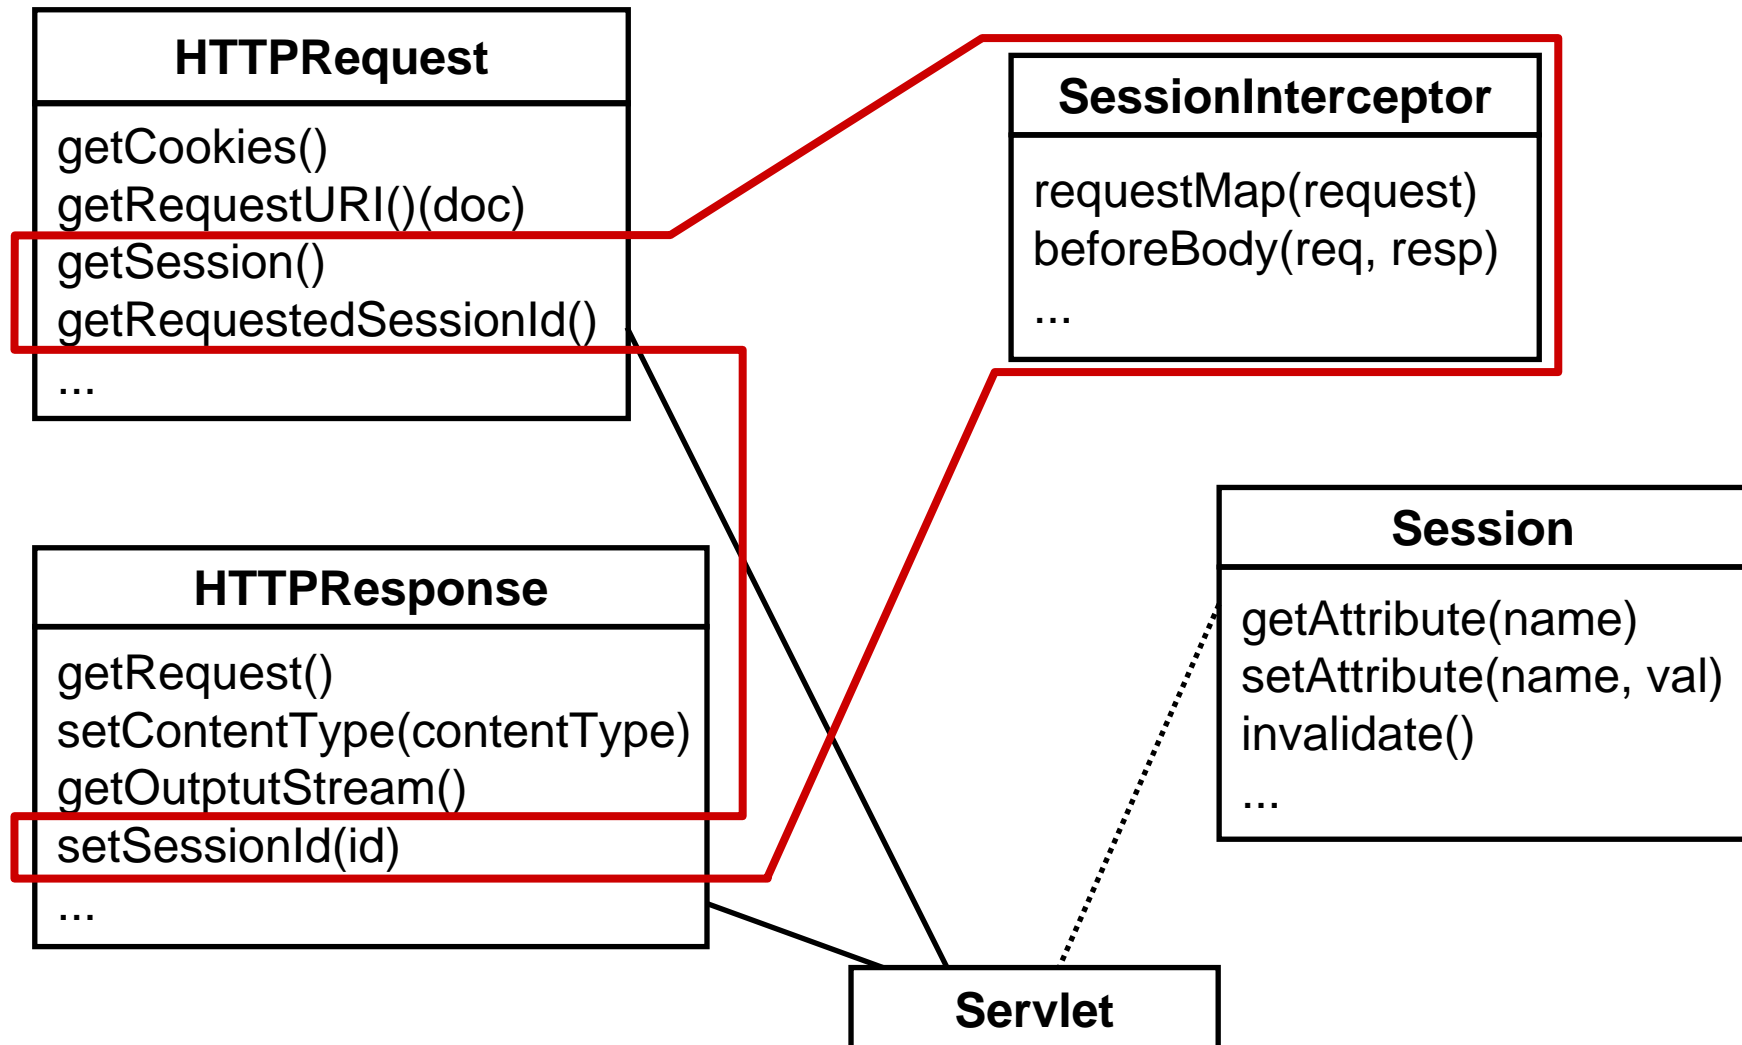 HTTPRequest
getCookies()
getRequestURI()(doc)
getSession()
getRequestedSessionId()
...
SessionInterceptor
requestMap(request)
beforeBody(req, resp)
...
HTTPResponse
getRequest()
setContentType(contentType)
getOutptutStream()
setSessionId(id)
...
Session
getAttribute(name)
setAttribute(name, val)
invalidate()
...
Servlet